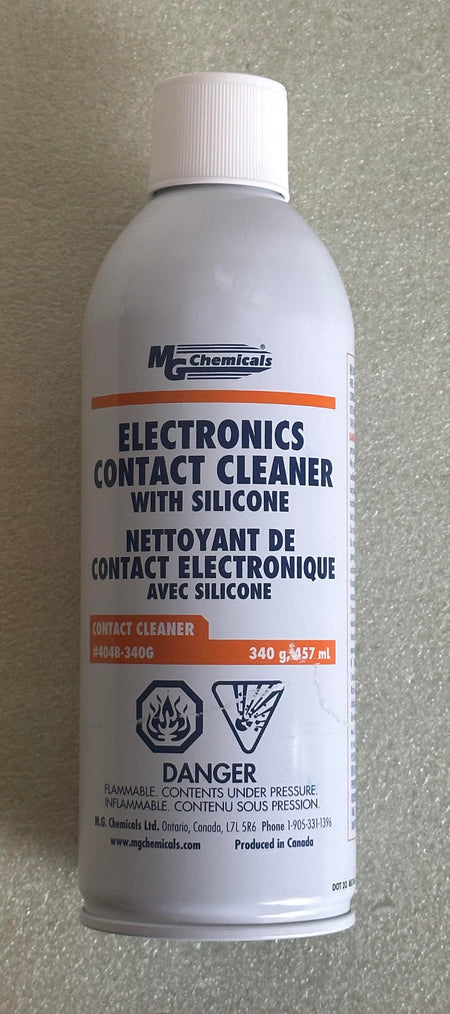 MG Chemicals®
ELECTRONICS
CONTACT CLEANER
WITH SILICONE
NETTOYANT DE
CONTACT ELECTRONIQUE
AVEC SILICONE
CONTACT CLEANER
#404B-340G 340 g, 457 mL
DANGER
FLAMMABLE. CONTENTS UNDER PRESSURE.
INFLAMMABLE. CONTENU SOUS PRESSION.
M.G. Chemicals Ltd. Ontario, Canada, L7L 5R6 Phone 1-905-331-1396
www.mgchemicals.com Produced in Canada
DOT 2Q